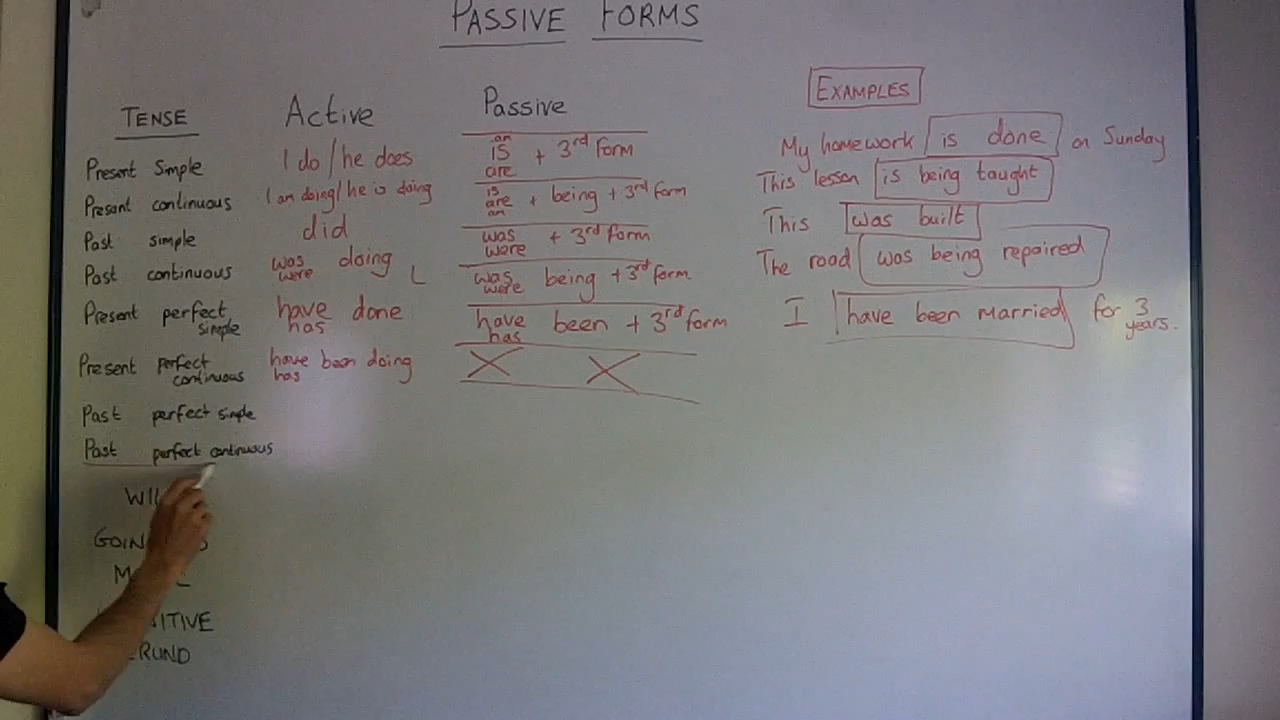 PASSIVE FORMS
EXAMPLES
TENSE Active Passive
Present Simple I do / he does am is are + 3rd form My homework is done on Sunday
Present continuous I am doing / he is doing is are am + being + 3rd form This lesson is being taught
Past simple did was were + 3rd form This was built
Past continuous was were doing was were being + 3rd form The road was being repaired
Present perfect simple have has done have has been + 3rd form I have been married for 3 years.
Present perfect continuous have has been doing X X
Past perfect simple
Past perfect continuous